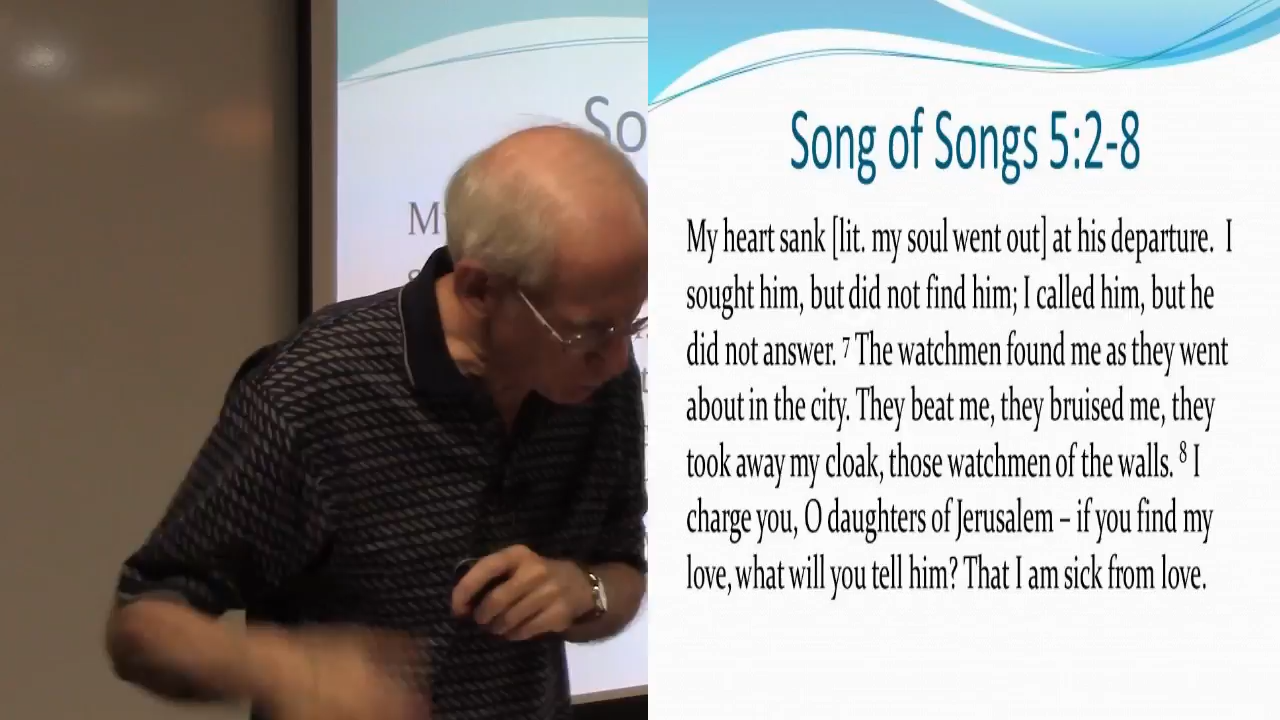 So
My
Song of Songs 5:2-8
My heart sank [lit. my soul went out] at his departure. I
sought him, but did not find him; I called him, but he
did not answer. ⁷ The watchmen found me as they went
about in the city. They beat me, they bruised me, they
took away my cloak, those watchmen of the walls. ⁸ I
charge you, O daughters of Jerusalem – if you find my
love, what will you tell him? That I am sick from love.